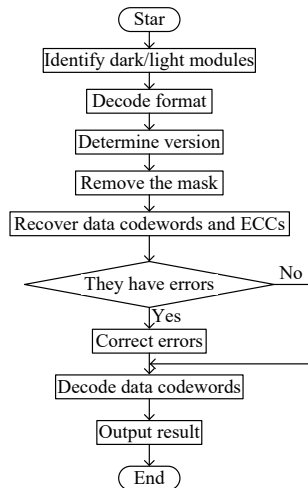 Star
Identify dark/light modules
Decode format
Determine version
Remove the mask
Recover data codewords and ECCs
They have errors
No
Yes
Correct errors
Decode data codewords
Output result
End